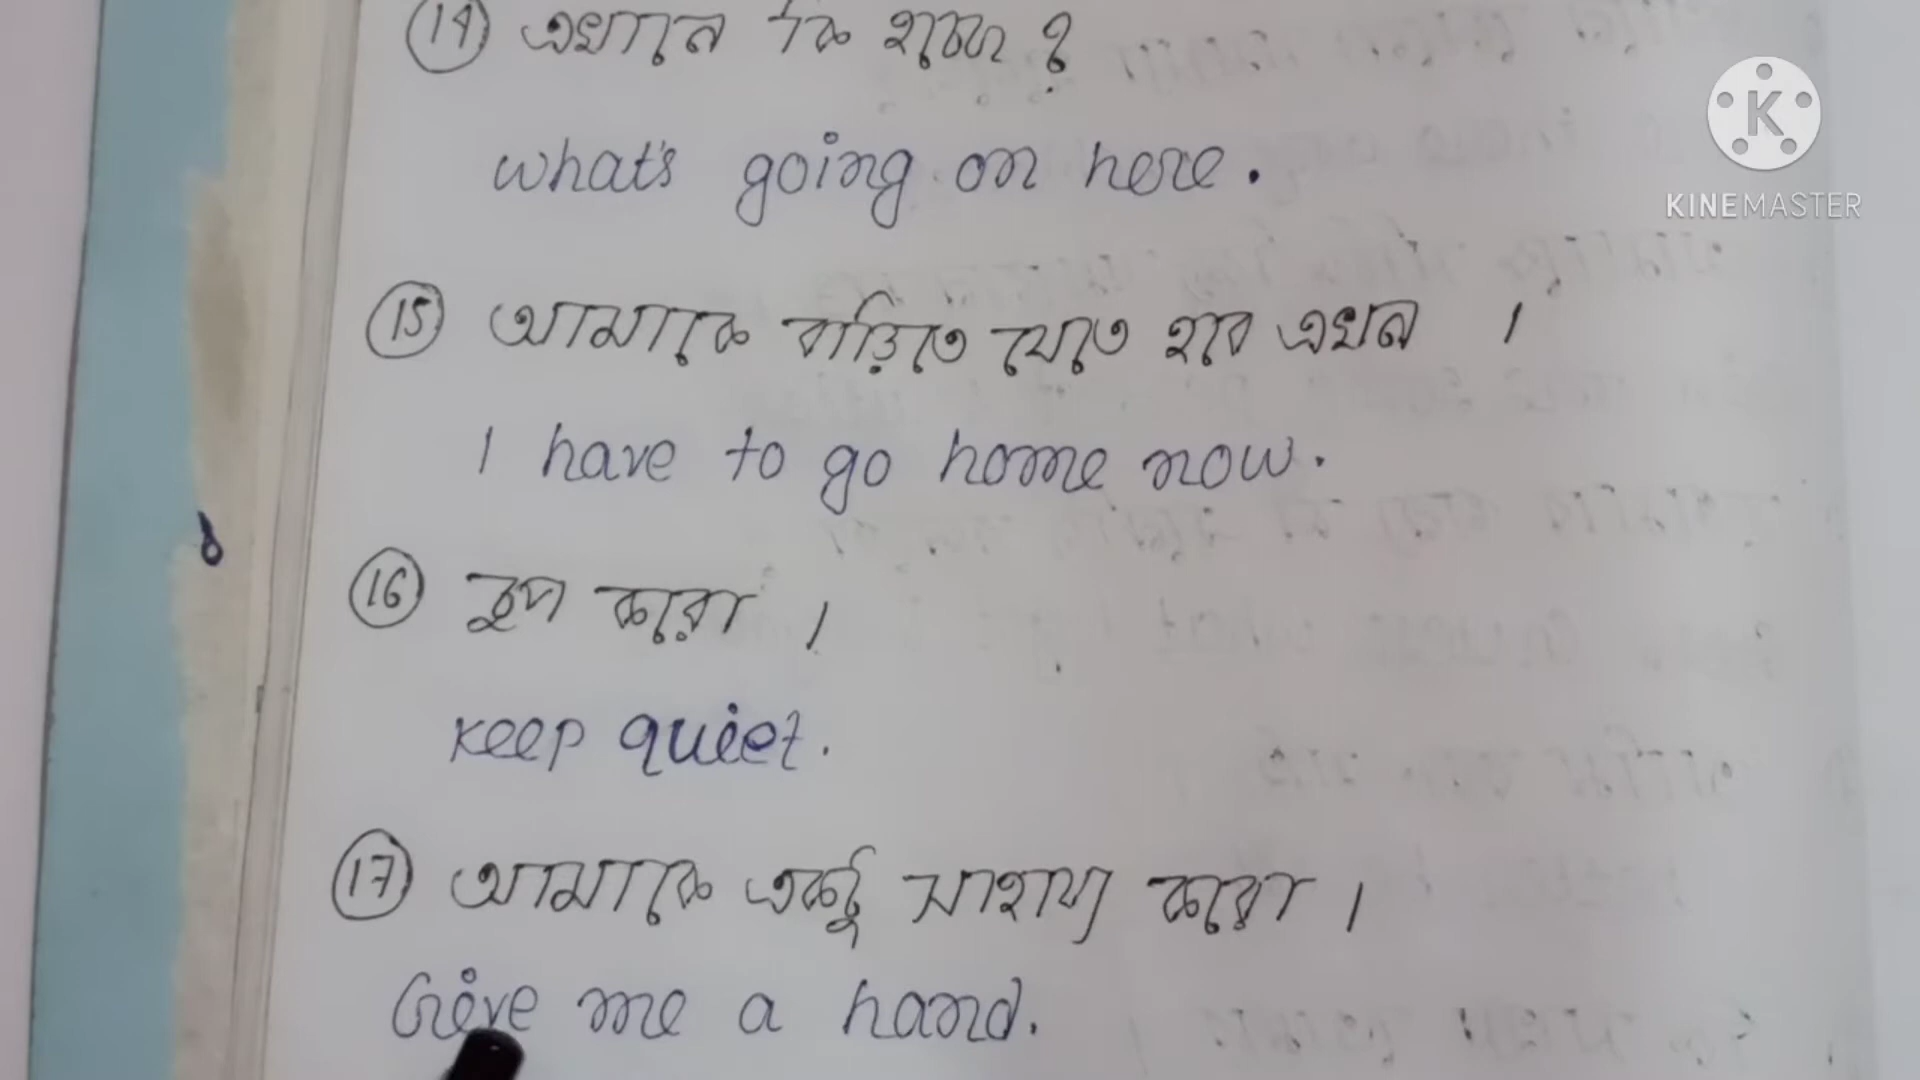 (14) এখানে কি হচ্ছে ?
what's going on here.
(15) আমাকে বাড়িতে যেতে হবে এখন ।
I have to go home now.
(16) চুপ করো ।
Keep quiet.
(17) আমাকে একটু সাহায্য করো ।
Give me a hand.
K
KINEMASTER